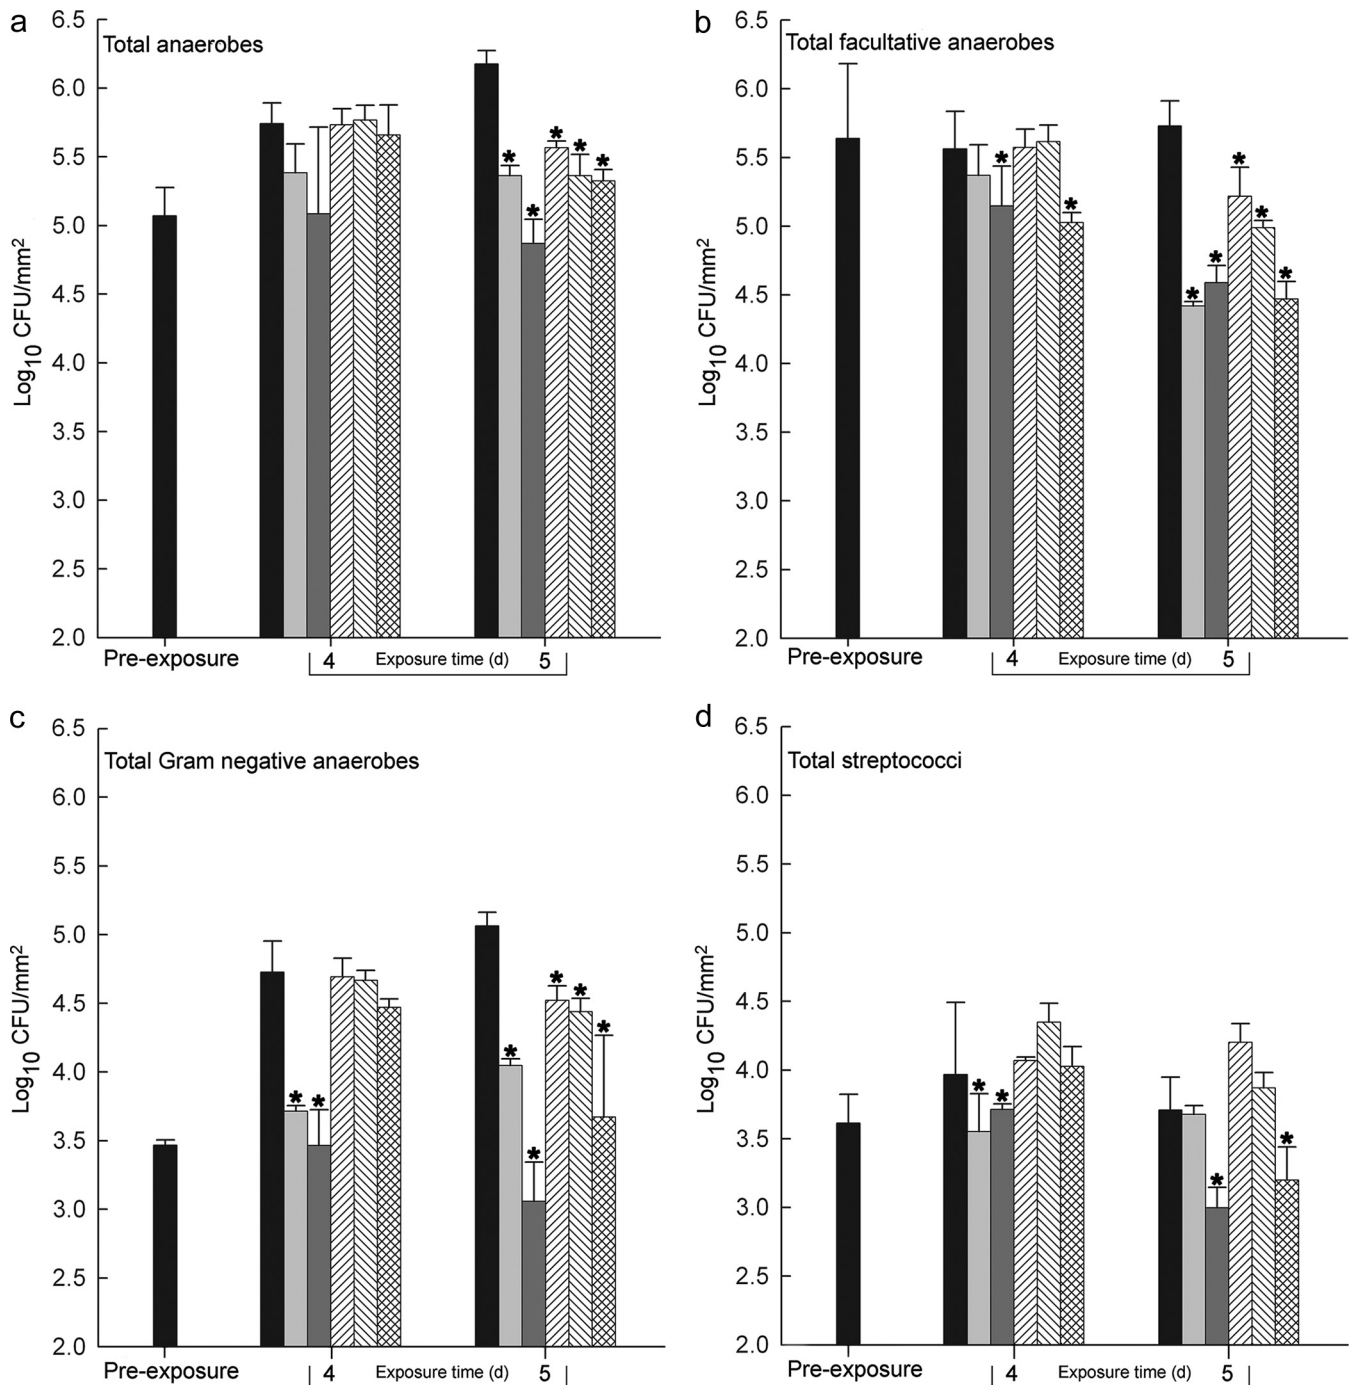 a
Total anaerobes
6.5
6.0
5.5
5.0
4.5
4.0
3.5
3.0
2.5
2.0
Log10 CFU/mm2
* * * * *
Pre-exposure 4 Exposure time (d) 5
b
Total facultative anaerobes
6.5
6.0
5.5
5.0
4.5
4.0
3.5
3.0
2.5
2.0
Log10 CFU/mm2
* * * * * * *
Pre-exposure 4 Exposure time (d) 5
c
Total Gram negative anaerobes
6.5
6.0
5.5
5.0
4.5
4.0
3.5
3.0
2.5
2.0
Log10 CFU/mm2
* * * * * * *
Pre-exposure 4 Exposure time (d) 5
d
Total streptococci
6.5
6.0
5.5
5.0
4.5
4.0
3.5
3.0
2.5
2.0
Log10 CFU/mm2
* * * *
Pre-exposure 4 Exposure time (d) 5